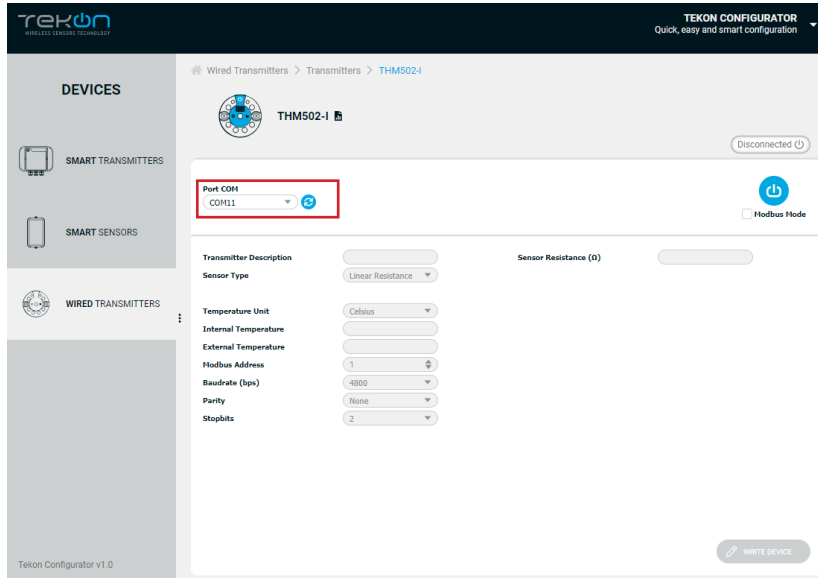 TEKON
WIRELESS SENSORS TECHNOLOGY
TEKON CONFIGURATOR
Quick, easy and smart configuration
DEVICES
SMART TRANSMITTERS
SMART SENSORS
WIRED TRANSMITTERS
Tekon Configurator v1.0
Wired Transmitters > Transmitters > THM502-I
THM502-I
Disconnected
Port COM
COM11
Modbus Mode
Transmitter Description
Sensor Resistance (Ω)
Sensor Type Linear Resistance
Temperature Unit Celsius
Internal Temperature
External Temperature
Modbus Address 1
Baudrate (bps) 4800
Parity None
Stopbits 2
WRITE DEVICE